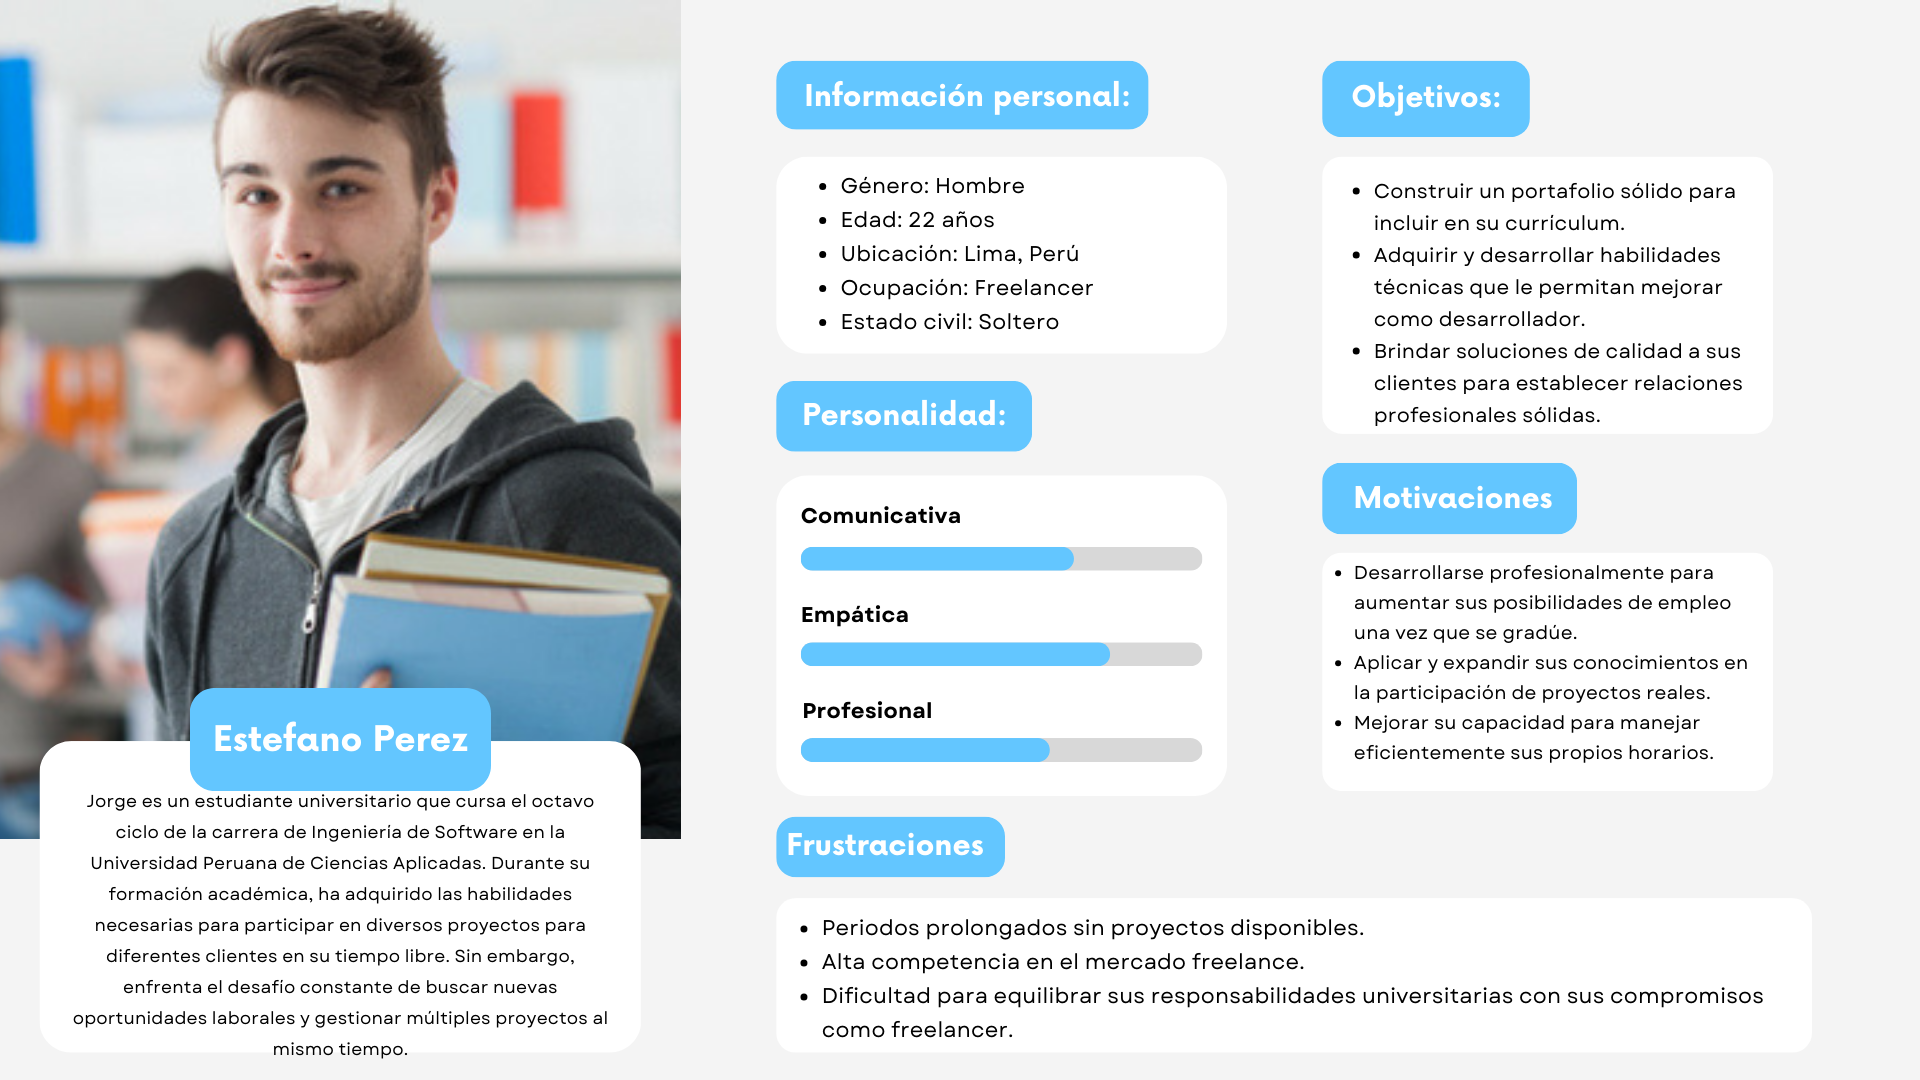 Estefano Perez
Jorge es un estudiante universitario que cursa el octavo
ciclo de la carrera de Ingeniería de Software en la
Universidad Peruana de Ciencias Aplicadas. Durante su
formación académica, ha adquirido las habilidades
necesarias para participar en diversos proyectos para
diferentes clientes en su tiempo libre. Sin embargo,
enfrenta el desafío constante de buscar nuevas
oportunidades laborales y gestionar múltiples proyectos al
mismo tiempo.
Información personal:
• Género: Hombre
• Edad: 22 años
• Ubicación: Lima, Perú
• Ocupación: Freelancer
• Estado civil: Soltero
Personalidad:
Comunicativa
Empática
Profesional
Objetivos:
• Construir un portafolio sólido para
incluir en su currículum.
• Adquirir y desarrollar habilidades
técnicas que le permitan mejorar
como desarrollador.
• Brindar soluciones de calidad a sus
clientes para establecer relaciones
profesionales sólidas.
Motivaciones
• Desarrollarse profesionalmente para
aumentar sus posibilidades de empleo
una vez que se gradúe.
• Aplicar y expandir sus conocimientos en
la participación de proyectos reales.
• Mejorar su capacidad para manejar
eficientemente sus propios horarios.
Frustraciones
• Periodos prolongados sin proyectos disponibles.
• Alta competencia en el mercado freelance.
• Dificultad para equilibrar sus responsabilidades universitarias con sus compromisos
como freelancer.